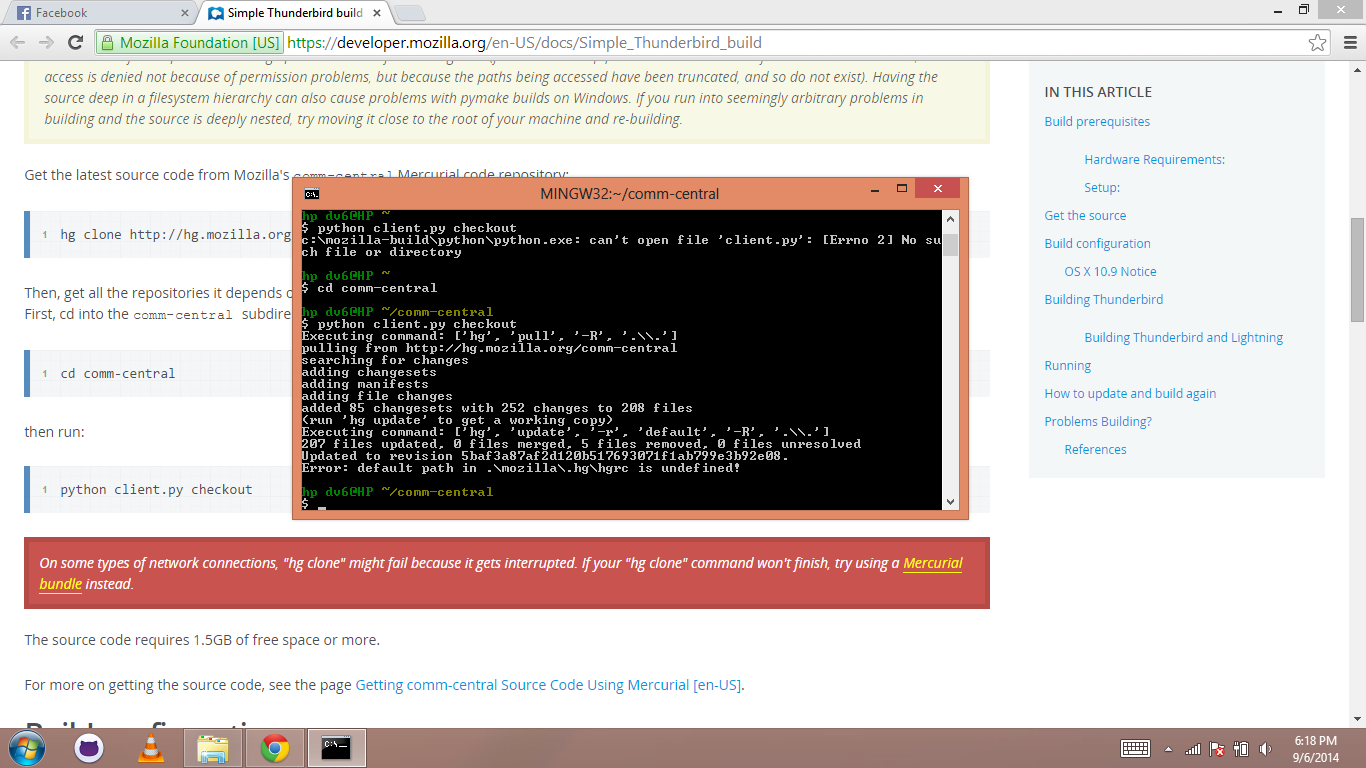 Facebook
Simple Thunderbird build
Mozilla Foundation [US] https://developer.mozilla.org/en-US/docs/Simple_Thunderbird_build
access is denied not because of permission problems, but because the paths being accessed have been truncated, and so do not exist). Having the
source deep in a filesystem hierarchy can also cause problems with pymake builds on Windows. If you run into seemingly arbitrary problems in
building and the source is deeply nested, try moving it close to the root of your machine and re-building.
Get the latest source code from Mozilla's comm-central Mercurial code repository:
1 hg clone http://hg.mozilla.org
Then, get all the repositories it depends
First, cd into the comm-central subdire
1 cd comm-central
then run:
1 python client.py checkout
MINGW32:~/comm-central
hp dv6@HP ~
$ python client.py checkout
c:\mozilla-build\python\python.exe: can't open file 'client.py': [Errno 2] No su
ch file or directory
hp dv6@HP ~
$ cd comm-central
hp dv6@HP ~/comm-central
$ python client.py checkout
Executing command: ['hg', 'pull', '-R', '.\\.']
pulling from http://hg.mozilla.org/comm-central
searching for changes
adding changesets
adding manifests
adding file changes
added 85 changesets with 252 changes to 208 files
(run 'hg update' to get a working copy)
Executing command: ['hg', 'update', '-r', 'default', '-R', '.\\.']
207 files updated, 0 files merged, 5 files removed, 0 files unresolved
Updated to revision 5baf3a87af2d120b517693071f1ab799e3b92e08.
Error: default path in .\mozilla\.hg\hgrc is undefined!
hp dv6@HP ~/comm-central
$
On some types of network connections, "hg clone" might fail because it gets interrupted. If your "hg clone" command won't finish, try using a Mercurial
bundle instead.
The source code requires 1.5GB of free space or more.
For more on getting the source code, see the page Getting comm-central Source Code Using Mercurial [en-US].
IN THIS ARTICLE
Build prerequisites
Hardware Requirements:
Setup:
Get the source
Build configuration
OS X 10.9 Notice
Building Thunderbird
Building Thunderbird and Lightning
Running
How to update and build again
Problems Building?
References
6:18 PM
9/6/2014